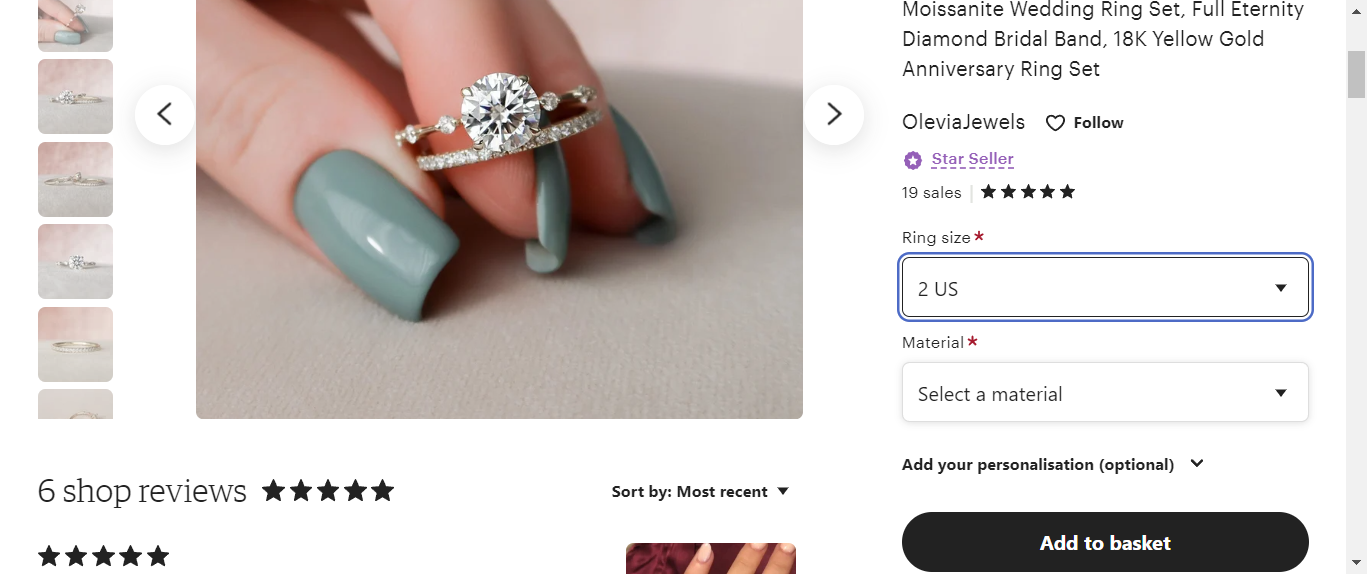 Moissanite Wedding Ring Set, Full Eternity
Diamond Bridal Band, 18K Yellow Gold
Anniversary Ring Set
OleviaJewels
Follow
Star Seller
19 sales
Ring size *
2 US
Material *
Select a material
Add your personalisation (optional)
Add to basket
6 shop reviews
Sort by: Most recent